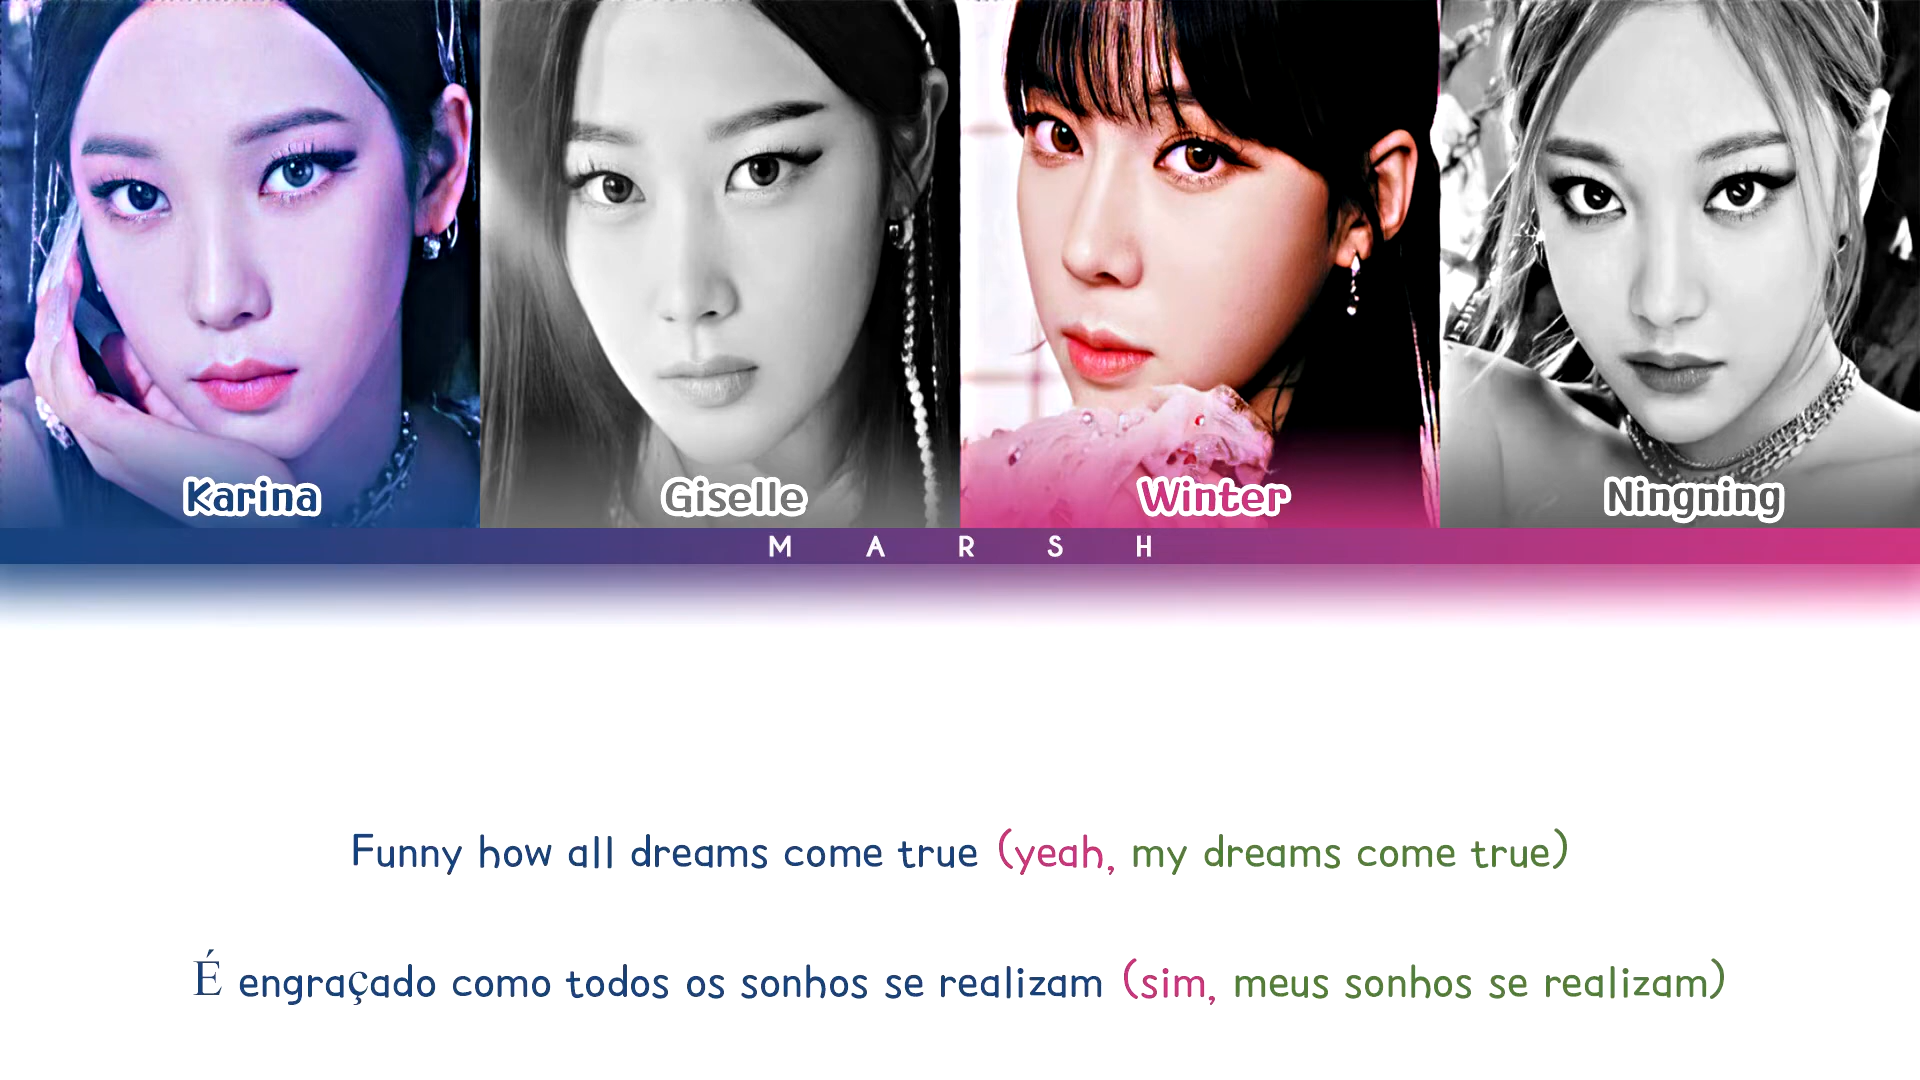 Karina
Giselle
Winter
Ningning
MARSH
Funny how all dreams come true (yeah, my dreams come true)
É engraçado como todos os sonhos se realizam (sim, meus sonhos se realizam)